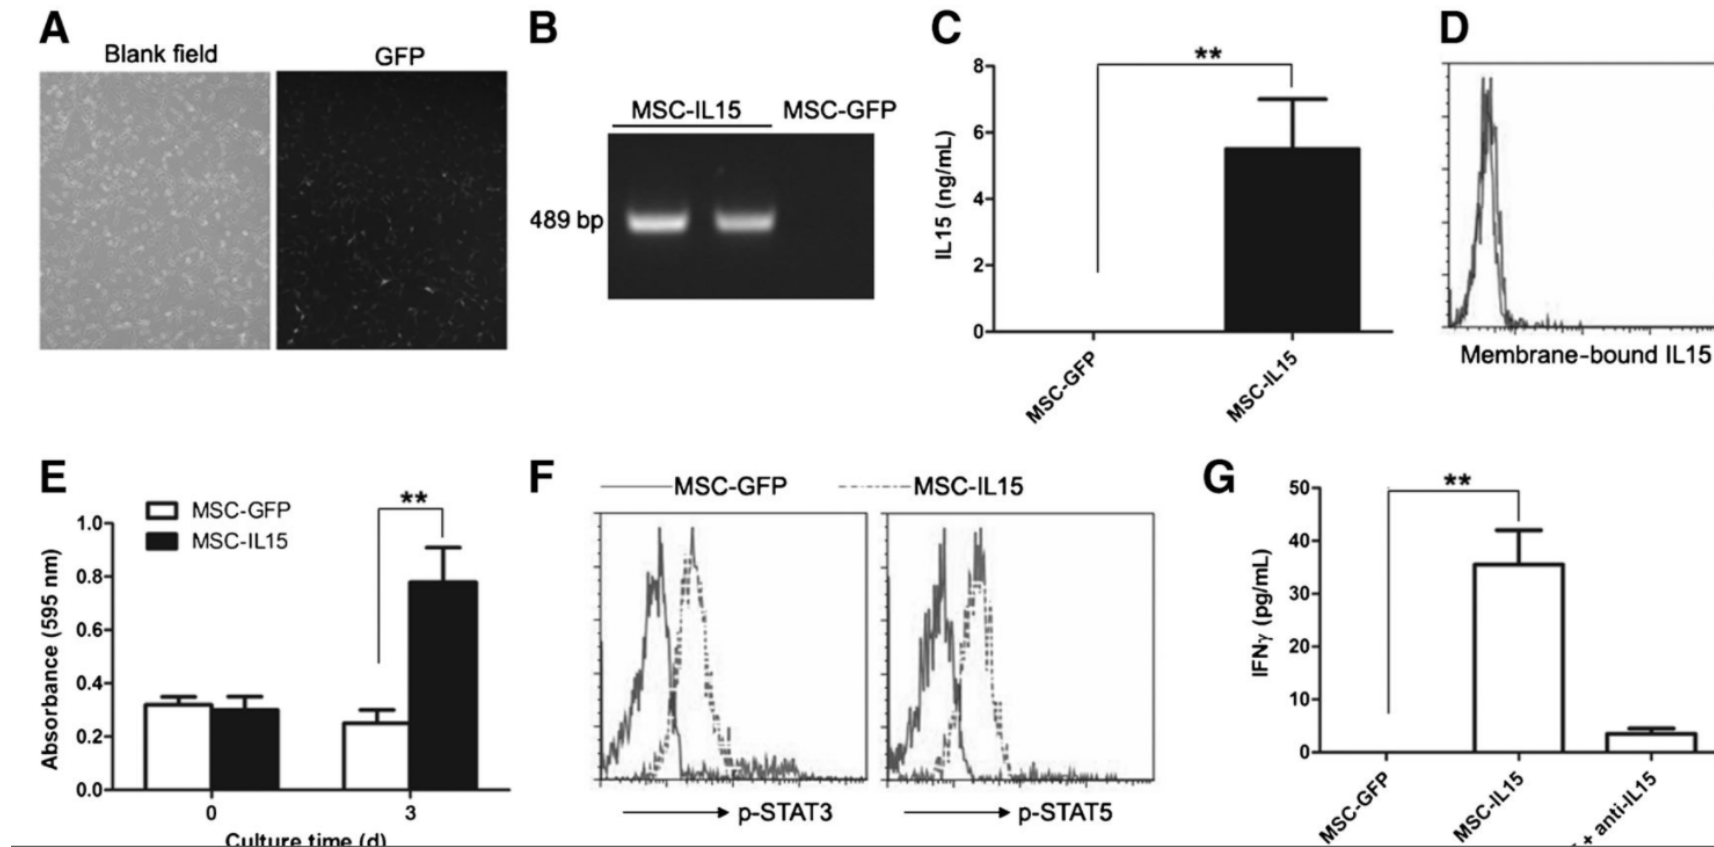 A
Blank field
GFP
B
MSC-IL15
MSC-GFP
489 bp
C
**
8
6
4
2
0
IL15 (ng/mL)
MSC-GFP
MSC-IL15
D
Membrane-bound IL15
E
MSC-GFP
MSC-IL15
**
1.0
0.8
0.6
0.4
0.2
0.0
Absorbance (595 nm)
0
3
Culture time (d)
F
MSC-GFP
MSC-IL15
p-STAT3
p-STAT5
G
**
50
40
30
20
10
0
IFNγ (pg/mL)
MSC-GFP
MSC-IL15
+ anti-IL15